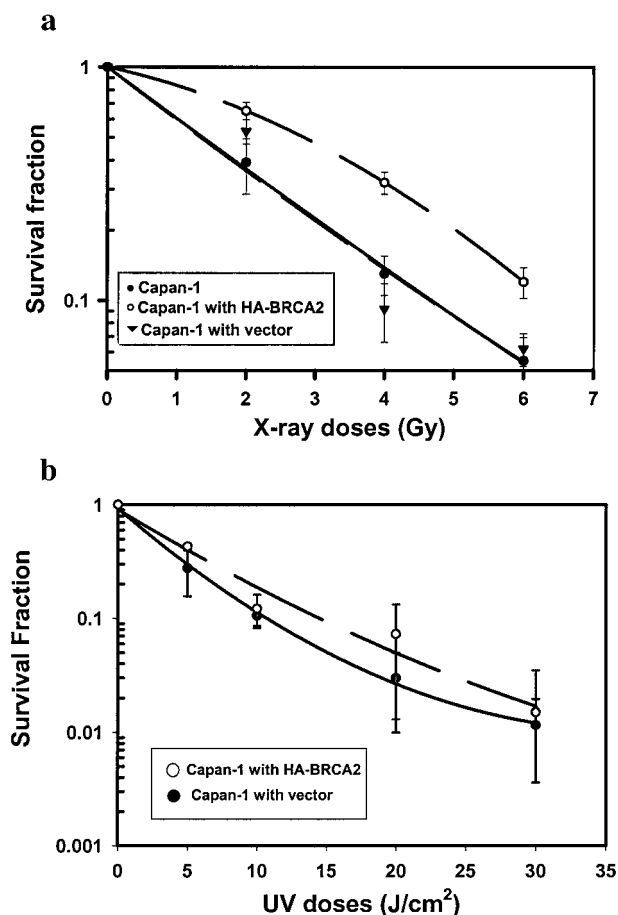 a
1
0.1
Survival fraction
Capan-1
Capan-1 with HA-BRCA2
Capan-1 with vector
0 1 2 3 4 5 6 7
X-ray doses (Gy)
b
1
0.1
0.01
0.001
Survival Fraction
Capan-1 with HA-BRCA2
Capan-1 with vector
0 5 10 15 20 25 30 35
UV doses (J/cm²)